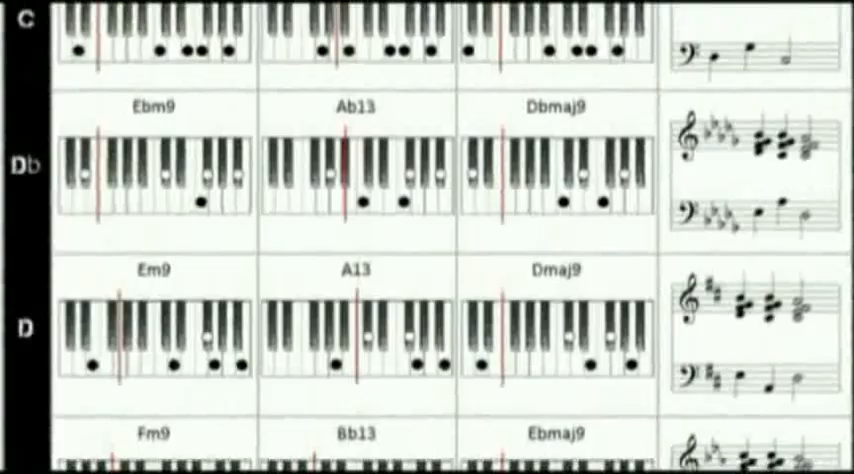 C
Ebm9 Ab13 Dbmaj9
Db
Em9 A13 Dmaj9
D
Fm9 Bb13 Ebmaj9